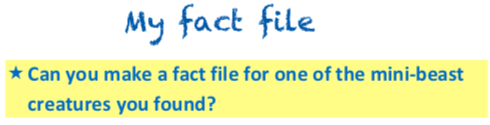 My fact file
★ Can you make a fact file for one of the mini-beast
creatures you found?